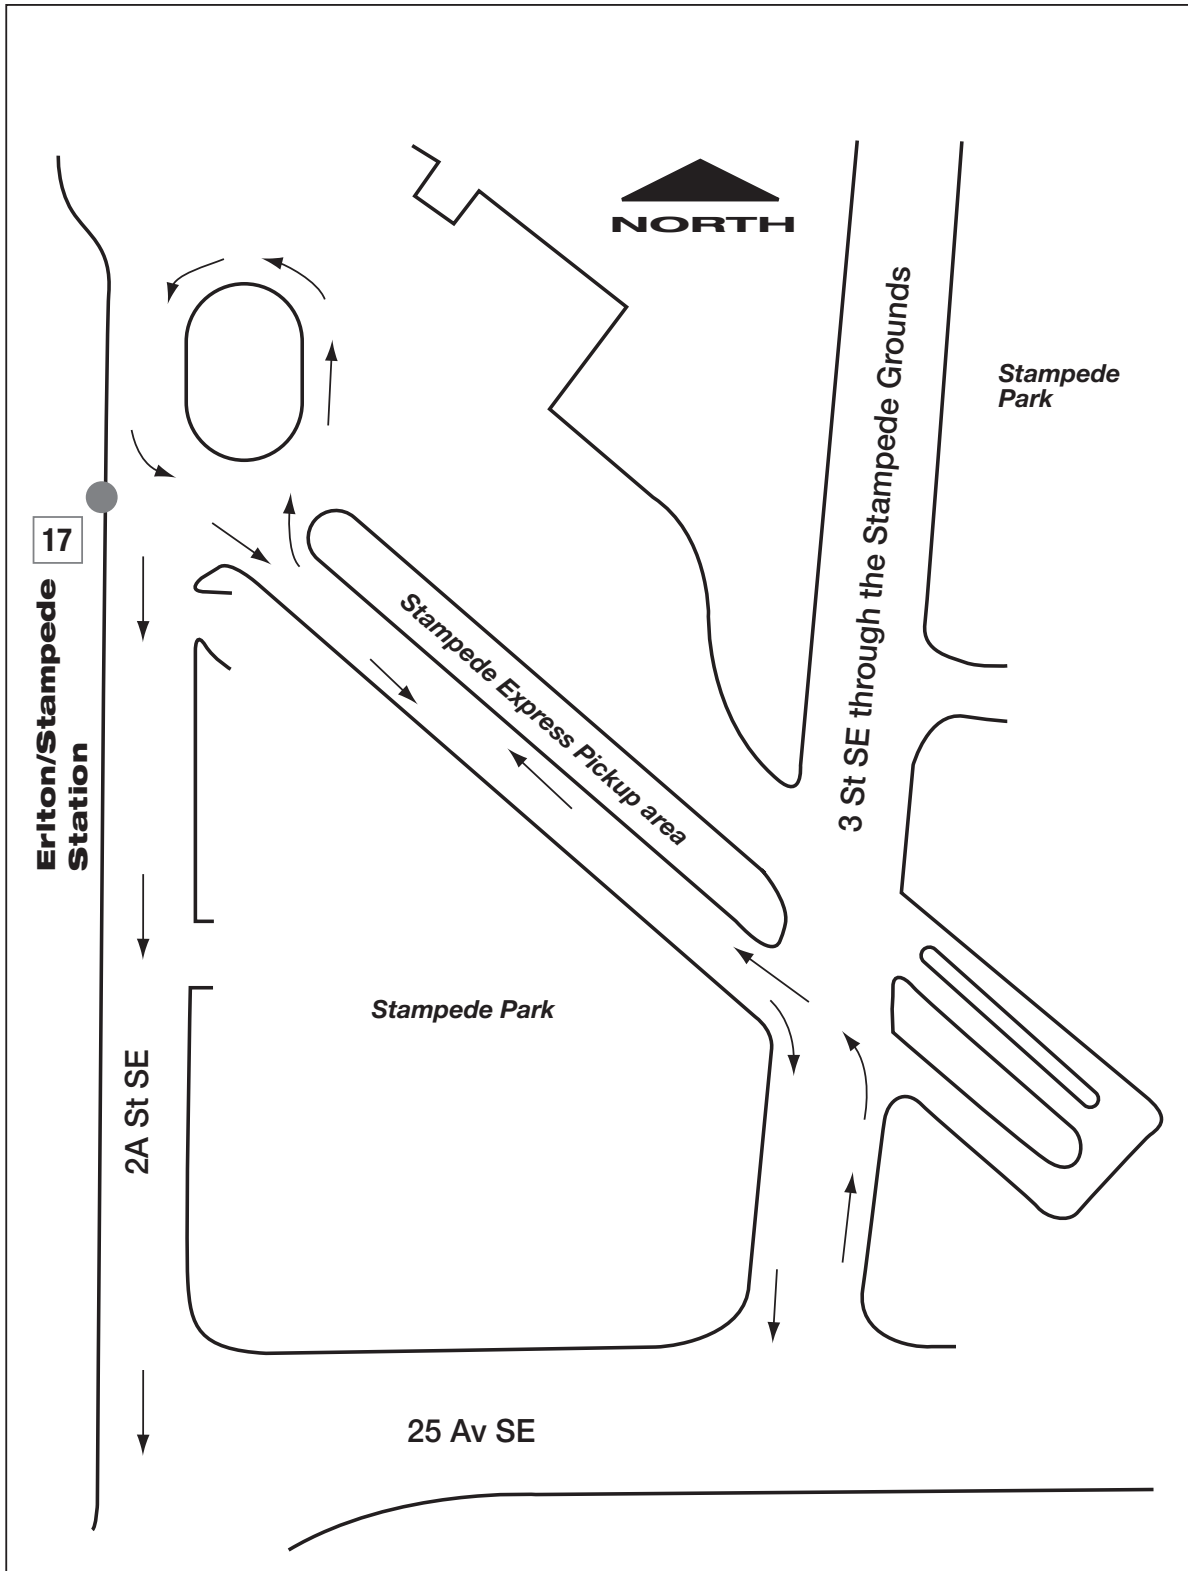 NORTH
3 St SE through the Stampede Grounds
Stampede
Park
17
Erlton/Stampede
Station
Stampede Express Pickup area
Stampede Park
2A St SE
25 Av SE